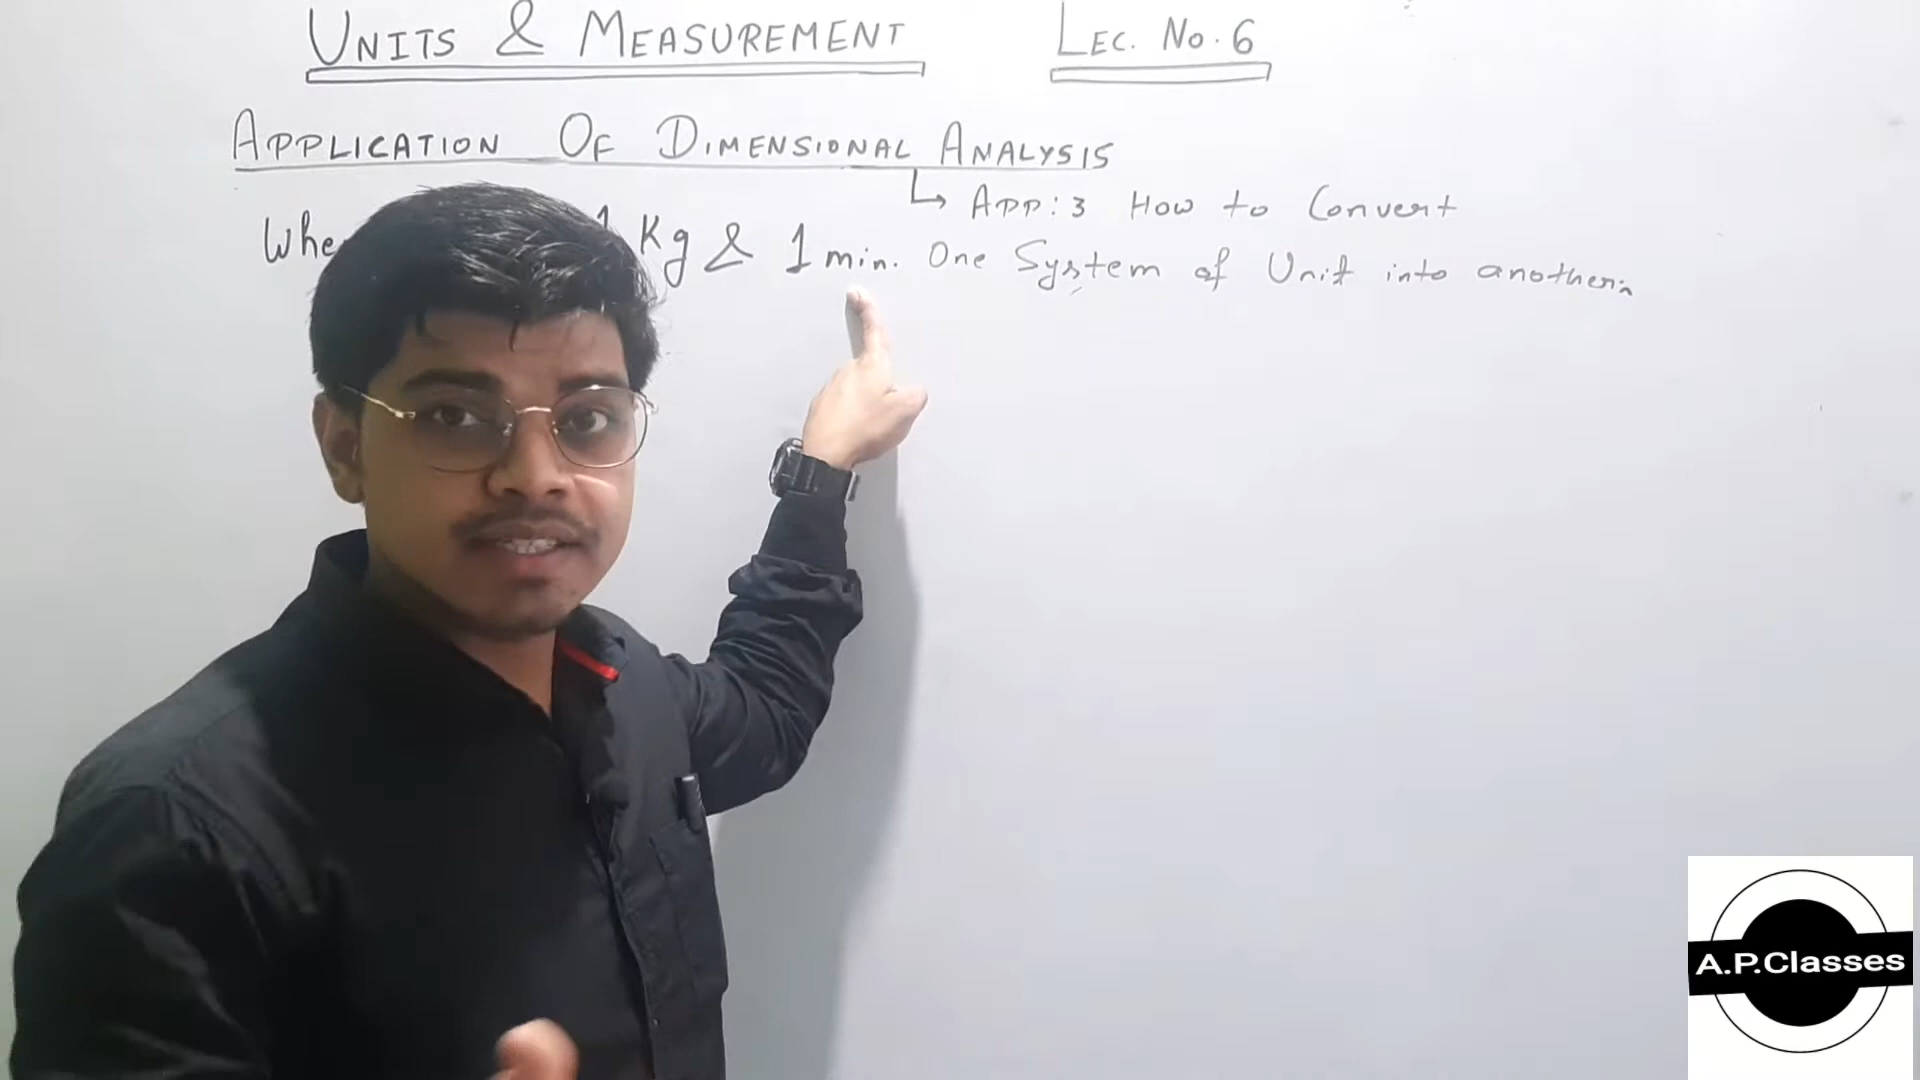 UNITS & MEASUREMENT LEC. No. 6
APPLICATION OF DIMENSIONAL ANALYSIS
↳ APP: 3 How to Convert
Kg & 1 min. One System of Unit into another:-
A.P.Classes